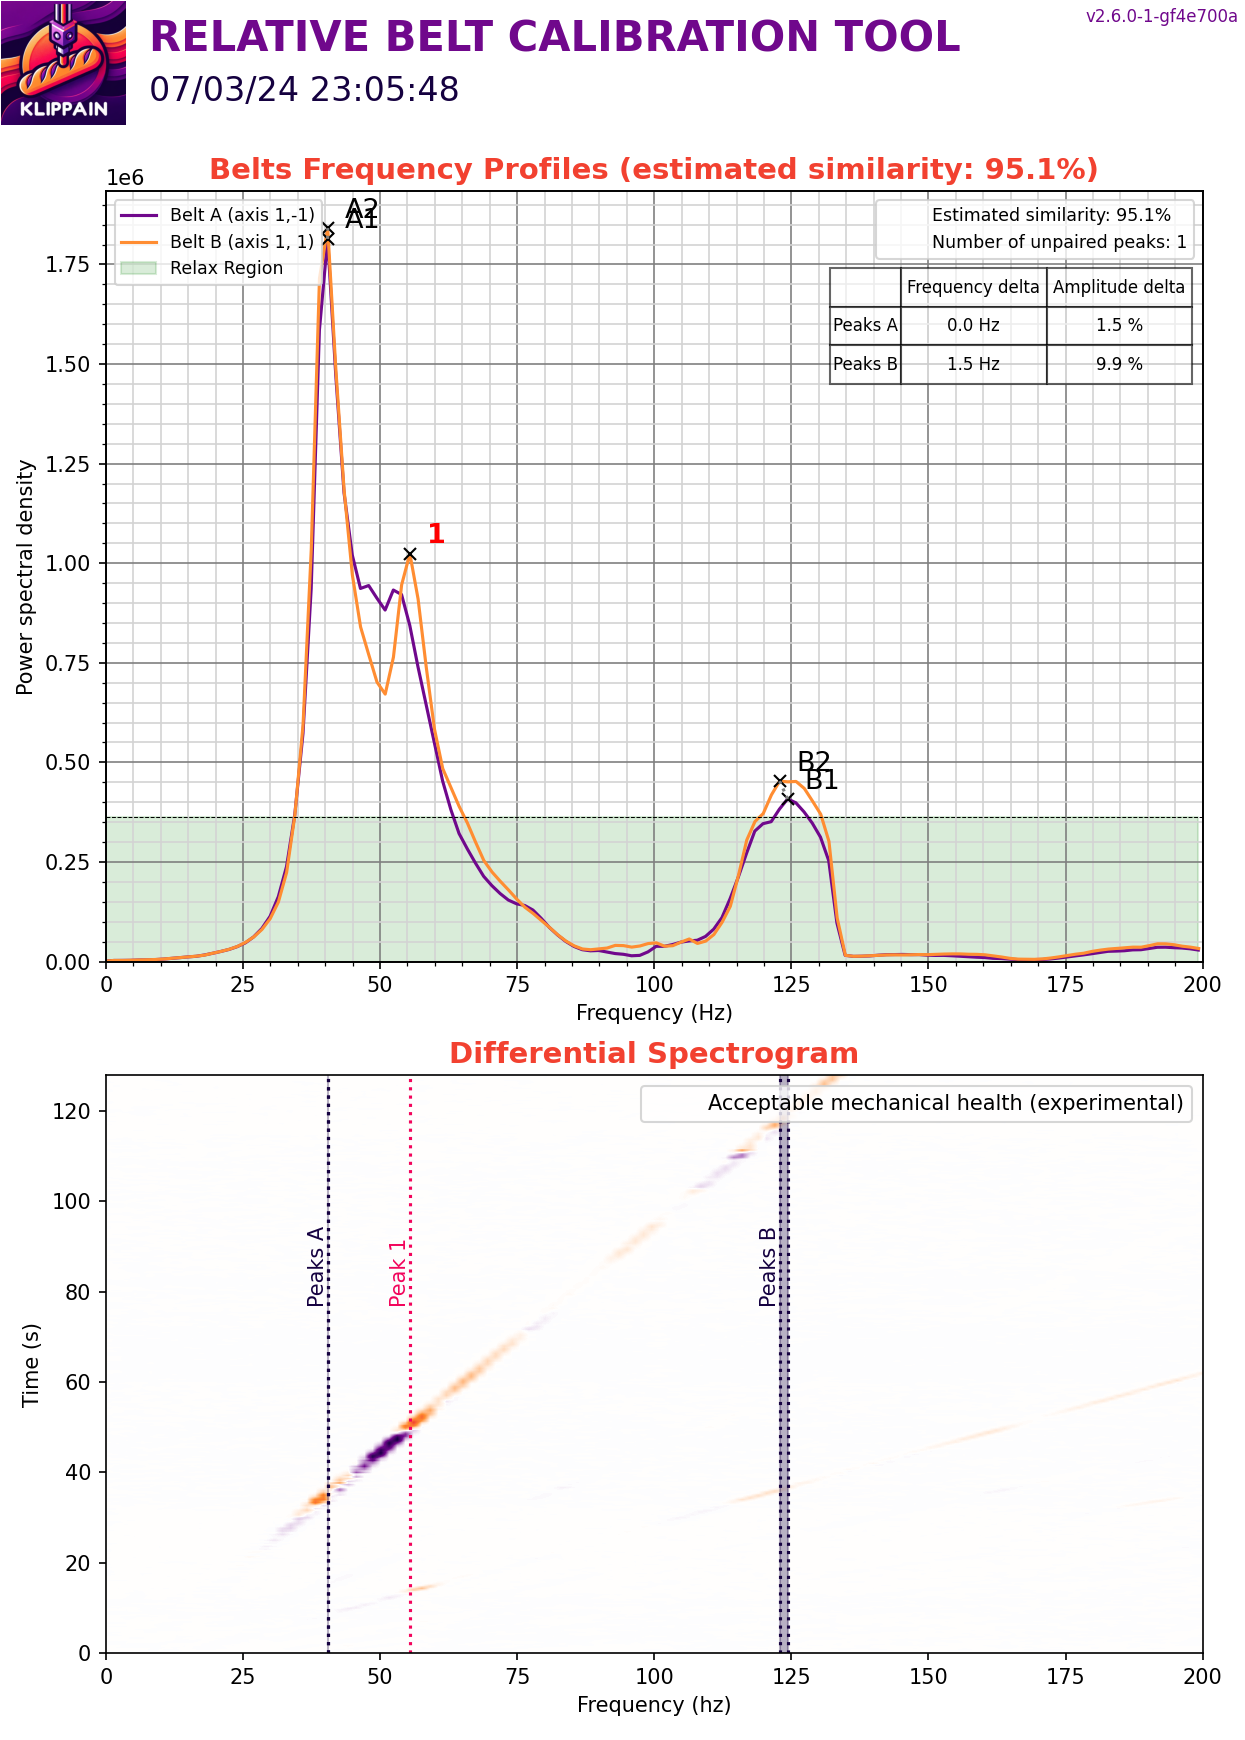 KLIPPAIN
RELATIVE BELT CALIBRATION TOOL
07/03/24 23:05:48
v2.6.0-1-gf4e700a
Belts Frequency Profiles (estimated similarity: 95.1%)
1e6
Belt A (axis 1,-1)
Belt B (axis 1, 1)
Relax Region
A2
A1
1
B2
B1
Estimated similarity: 95.1%
Number of unpaired peaks: 1
Frequency delta Amplitude delta
Peaks A 0.0 Hz 1.5 %
Peaks B 1.5 Hz 9.9 %
Power spectral density
1.75
1.50
1.25
1.00
0.75
0.50
0.25
0.00
0 25 50 75 100 125 150 175 200
Frequency (Hz)
Differential Spectrogram
Acceptable mechanical health (experimental)
Peaks A
Peak 1
Peaks B
Time (s)
120
100
80
60
40
20
0
0 25 50 75 100 125 150 175 200
Frequency (hz)